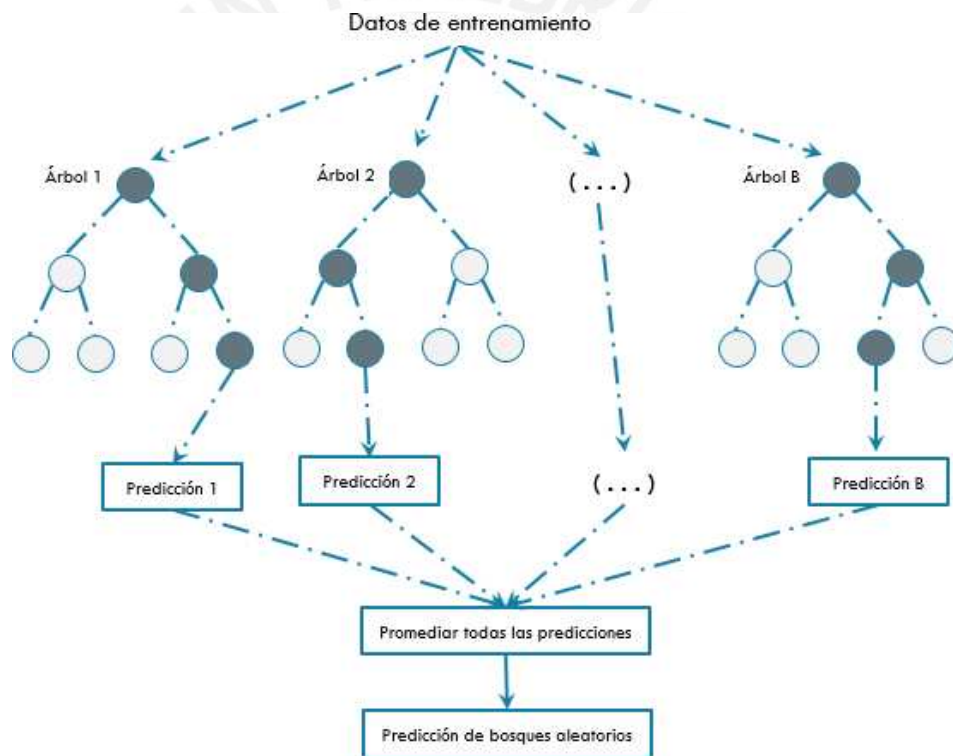 Datos de entrenamiento
Árbol 1
Árbol 2
(...)
Árbol B
Predicción 1
Predicción 2
(...)
Predicción B
Promediar todas las predicciones
Predicción de bosques aleatorios